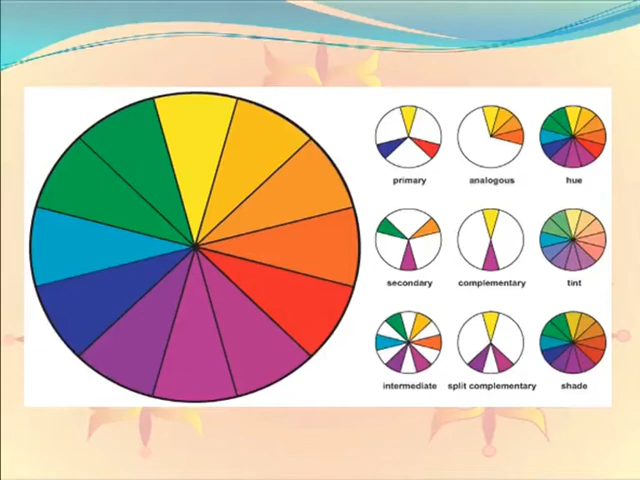 primary analogous hue
secondary complementary tint
intermediate split complementary shade